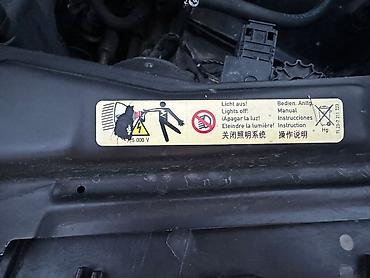 Licht aus!
Lights off!
¡Apagar la luz!
Eteindre la lumière!
关闭照明系统
Bedien. Anltg.
Manual
Instrucciones
Instruction
操作说明
25 000 V
Hg